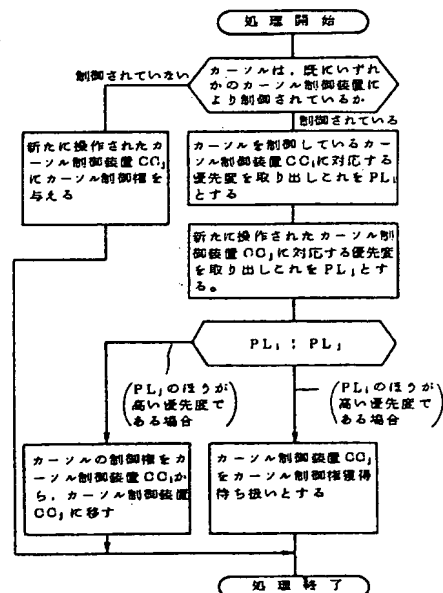 処理開始
カーソルは、既にいずれ
かのカーソル制御装置に
より制御されているか
制御されていない
制御されている
新たに操作されたカ
ーソル制御装置CCj
にカーソル制御権を
与える
カーソルを制御しているカー
ソル制御装置CCiに対応する
優先度を取り出しこれをPLi
とする
新たに操作されたカーソル制
御装置CCjに対応する優先度
を取り出しこれをPLjとす
る。
PLi:PLj
(PLjのほうが
高い優先度で
ある場合)
(PLiのほうが
高い優先度で
ある場合)
カーソルの制御権をカ
ーソル制御装置CCiか
ら,カーソル制御装置
CCjに移す
カーソル制御装置CCj
をカーソル制御権獲得
待ち扱いとする
処理終了